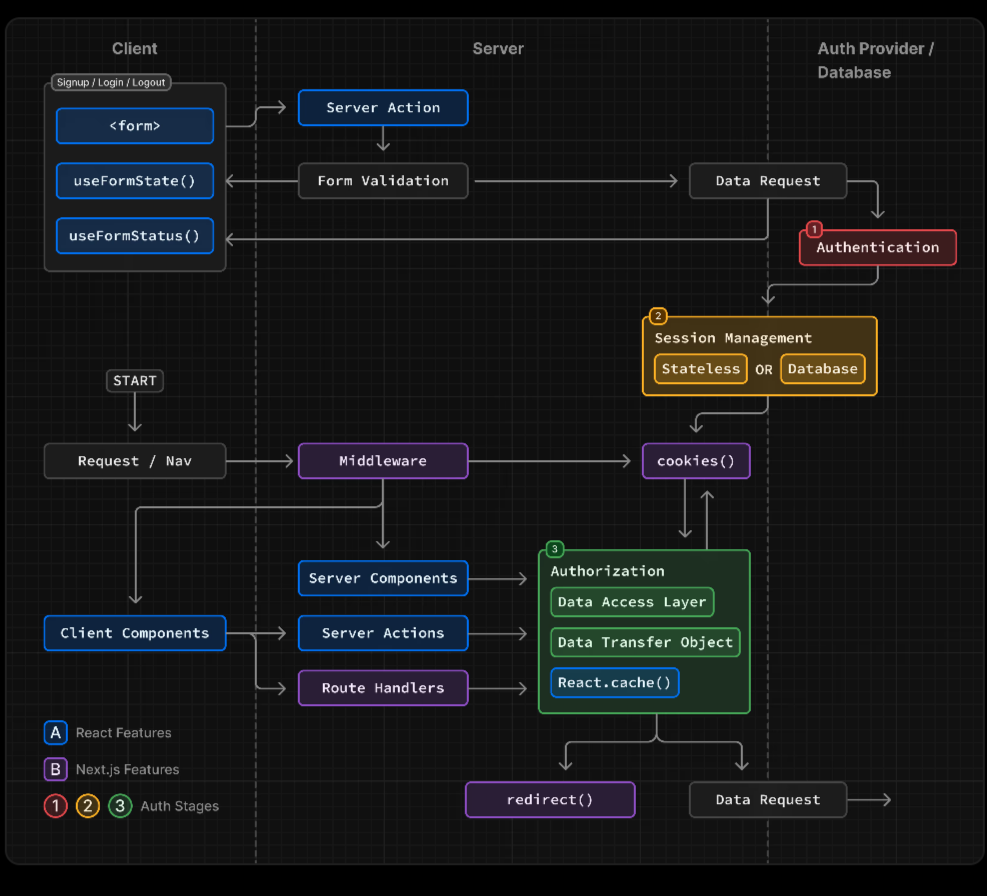 Client
Server
Auth Provider /
Database
Signup / Login / Logout
<form>
Server Action
useFormState()
Form Validation
Data Request
useFormStatus()
1
Authentication
2
Session Management
Stateless OR Database
START
Request / Nav
Middleware
cookies()
3
Authorization
Server Components
Data Access Layer
Client Components
Server Actions
Data Transfer Object
Route Handlers
React.cache()
A React Features
B Next.js Features
1 2 3 Auth Stages
redirect()
Data Request